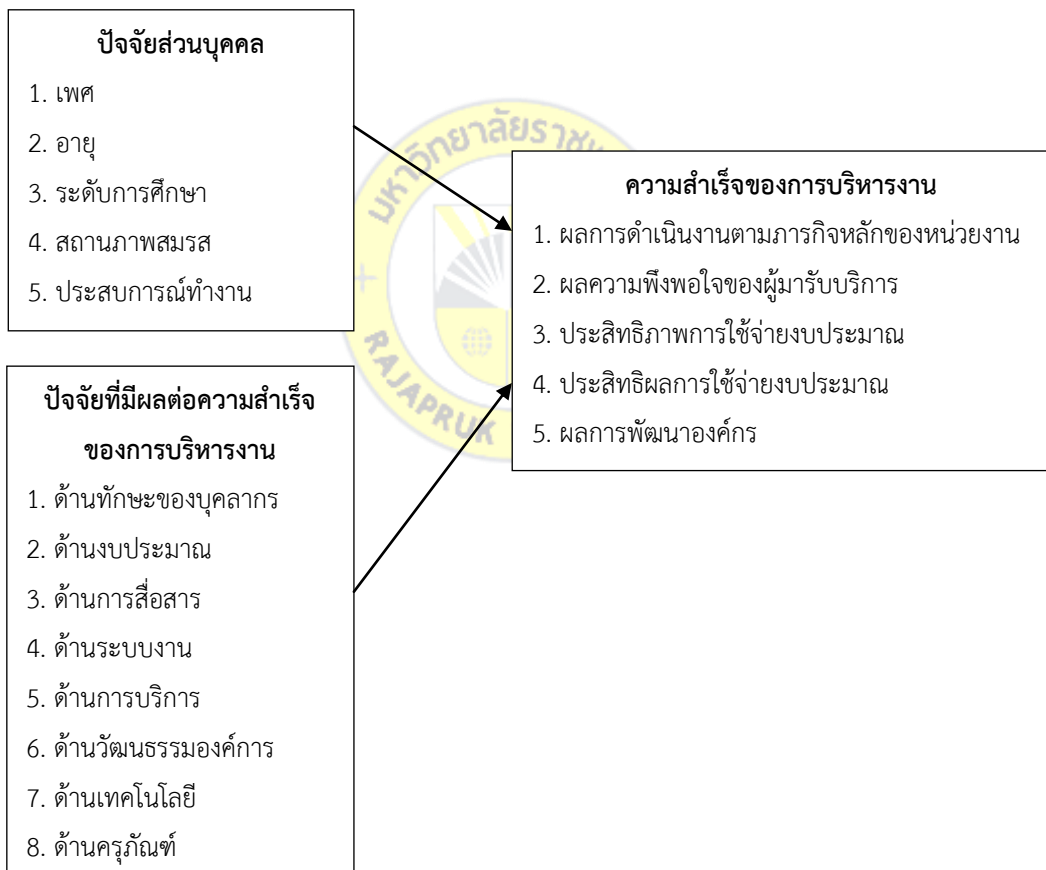 ปัจจัยส่วนบุคคล
1. เพศ
2. อายุ
3. ระดับการศึกษา
4. สถานภาพสมรส
5. ประสบการณ์ทำงาน
ปัจจัยที่มีผลต่อความสำเร็จ
ของการบริหารงาน
1. ด้านทักษะของบุคลากร
2. ด้านงบประมาณ
3. ด้านการสื่อสาร
4. ด้านระบบงาน
5. ด้านการบริการ
6. ด้านวัฒนธรรมองค์การ
7. ด้านเทคโนโลยี
8. ด้านครุภัณฑ์
ความสำเร็จของการบริหารงาน
1. ผลการดำเนินงานตามภารกิจหลักของหน่วยงาน
2. ผลความพึงพอใจของผู้มารับบริการ
3. ประสิทธิภาพการใช้จ่ายงบประมาณ
4. ประสิทธิผลการใช้จ่ายงบประมาณ
5. ผลการพัฒนาองค์กร
RAJAPRUK